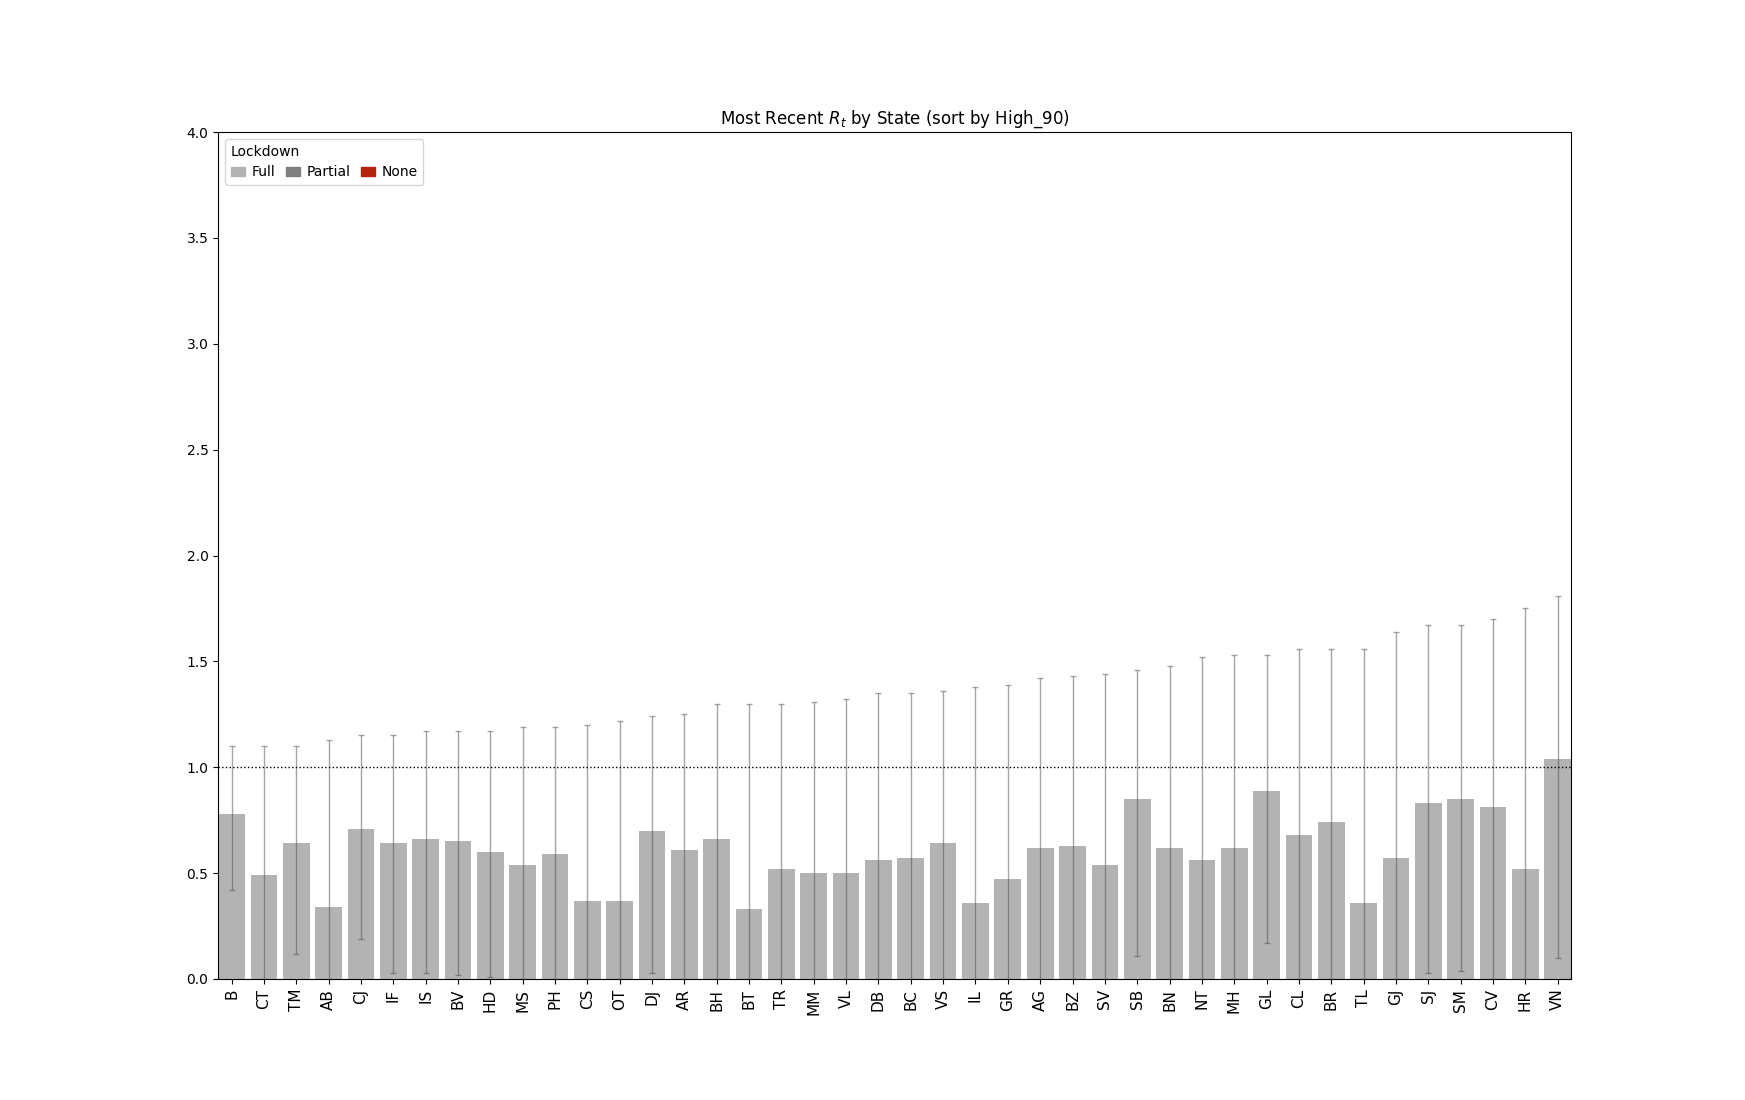 Most Recent R_t by State (sort by High_90)
4.0
3.5
3.0
2.5
2.0
1.5
1.0
0.5
0.0
Lockdown
Full Partial None
B CT TM AB CJ IF IS BV HD MS PH CS OT DJ AR BH BT TR MM VL DB BC VS IL GR AG BZ SV SB BN NT MH GL CL BR TL GJ SJ SM CV HR VN